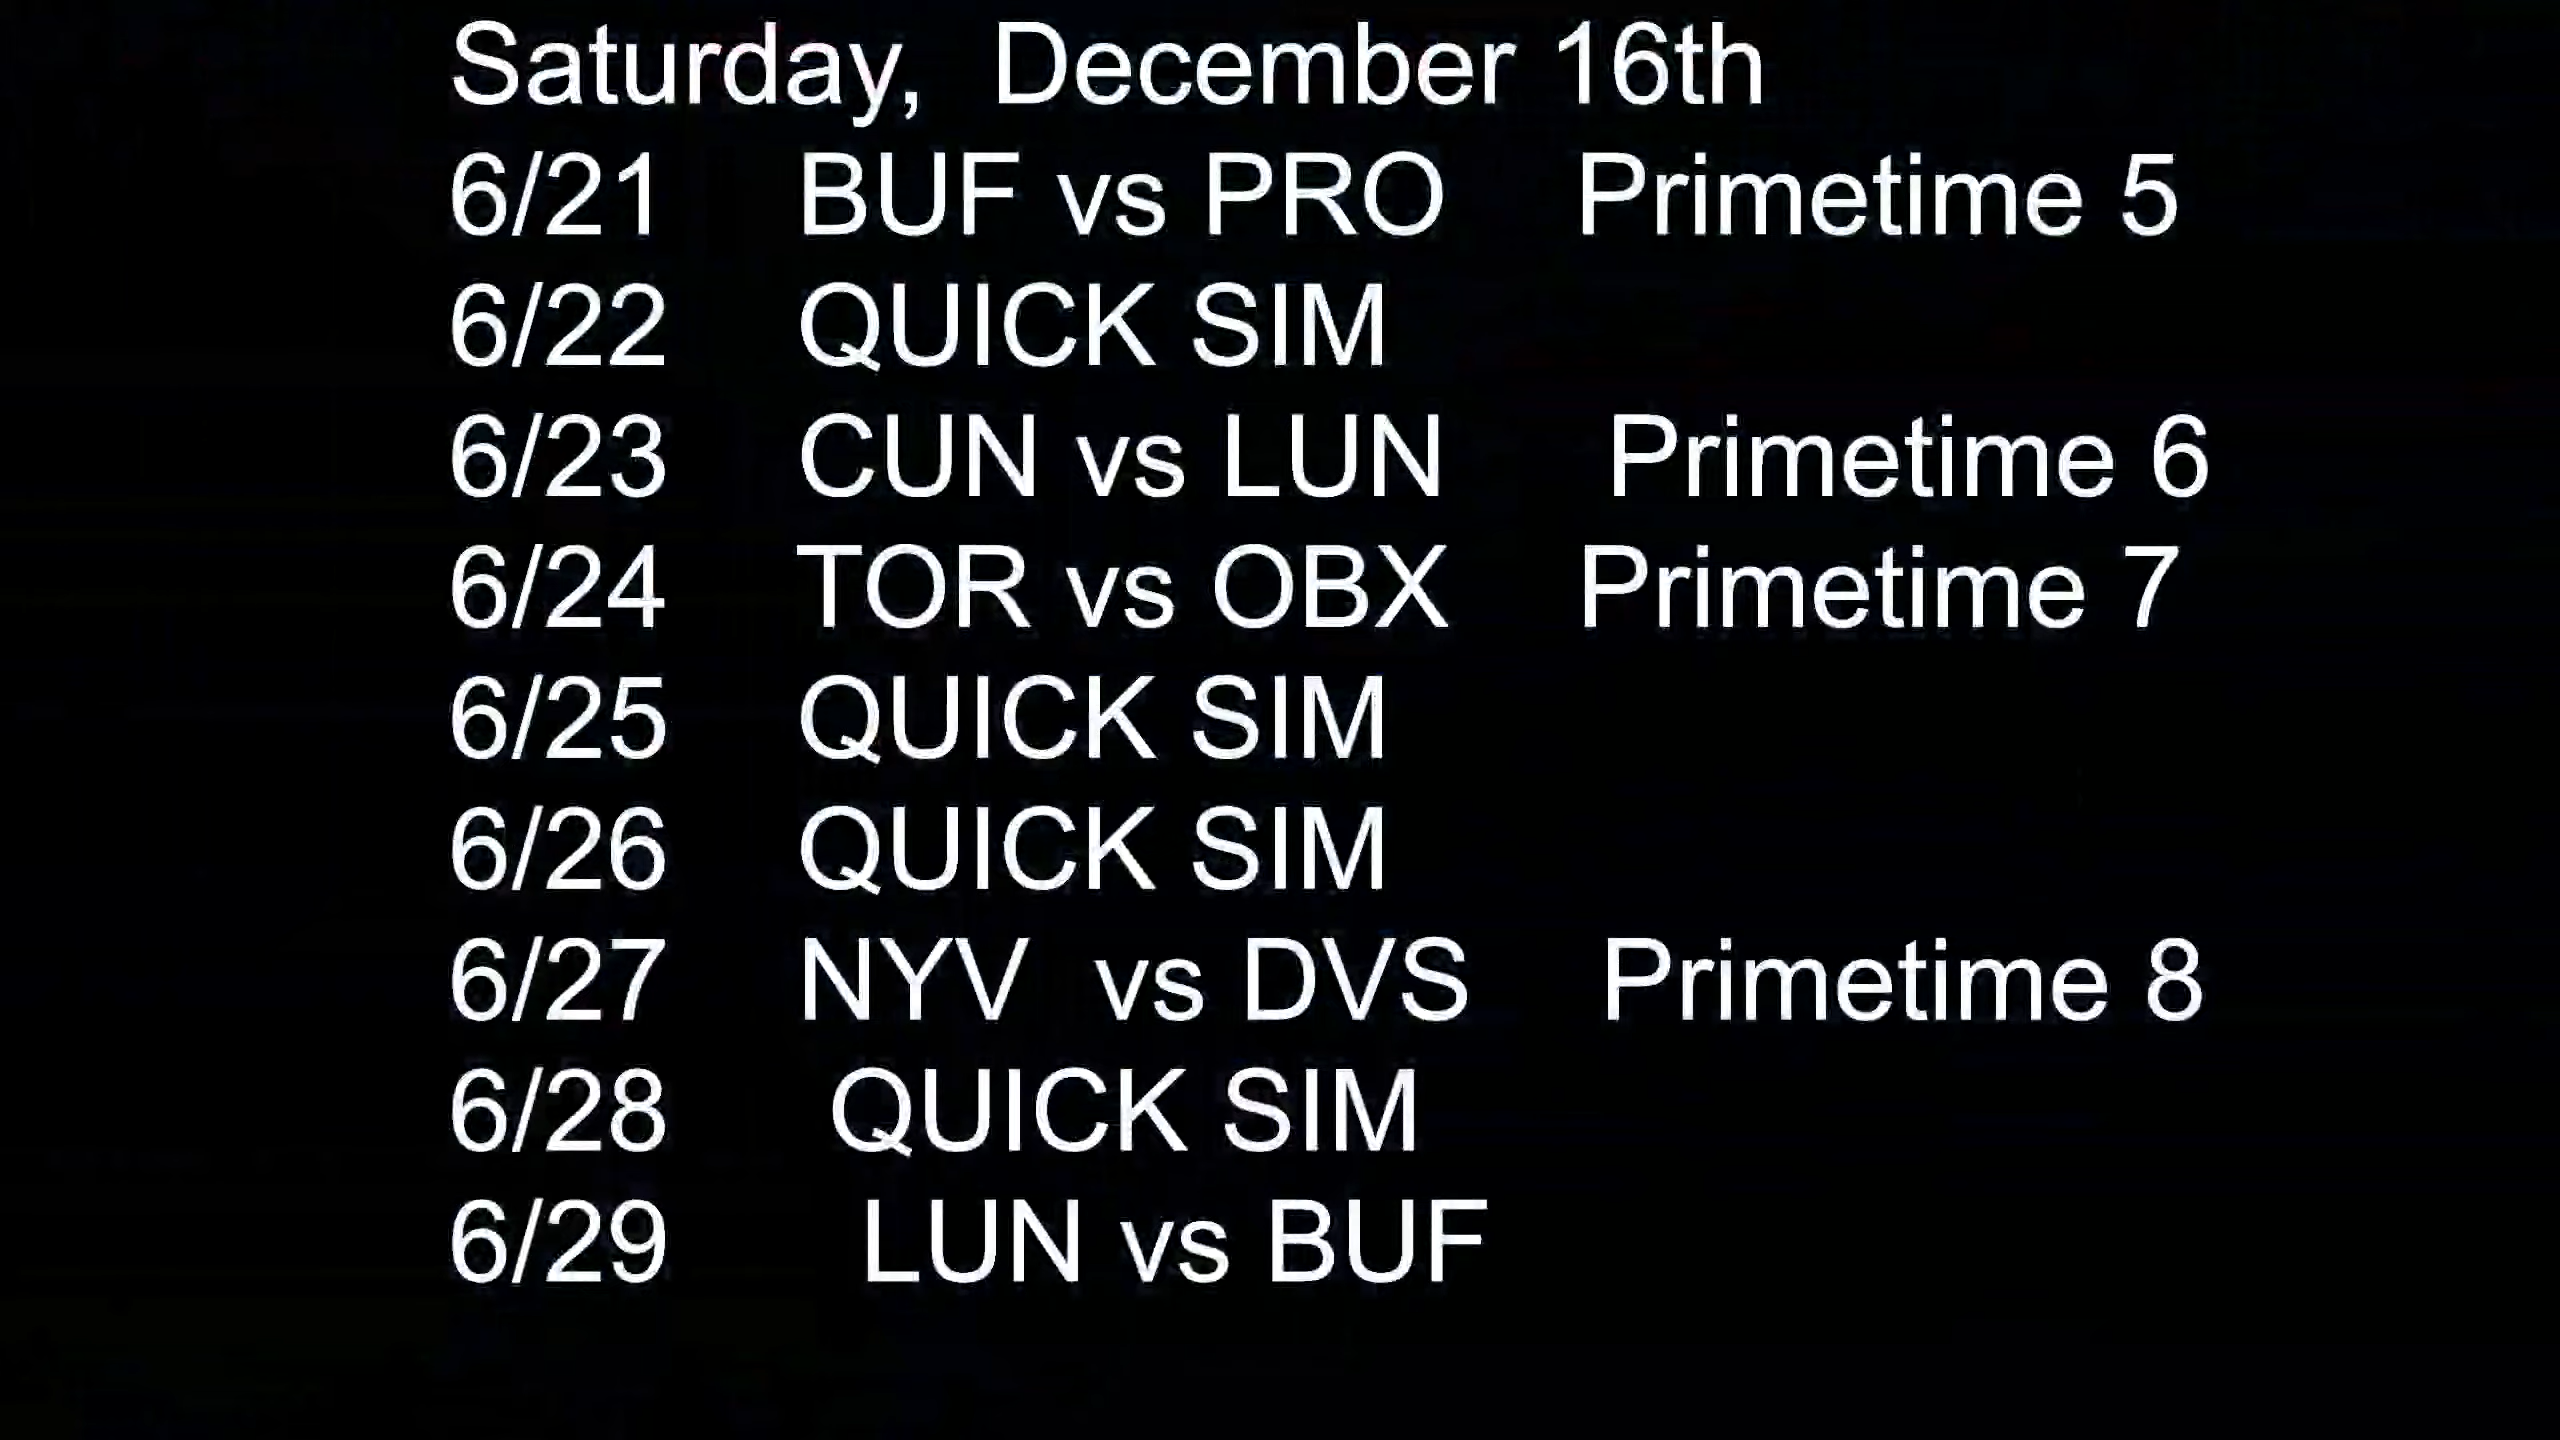 Saturday, December 16th
6/21 BUF vs PRO Primetime 5
6/22 QUICK SIM
6/23 CUN vs LUN Primetime 6
6/24 TOR vs OBX Primetime 7
6/25 QUICK SIM
6/26 QUICK SIM
6/27 NYV vs DVS Primetime 8
6/28 QUICK SIM
6/29 LUN vs BUF